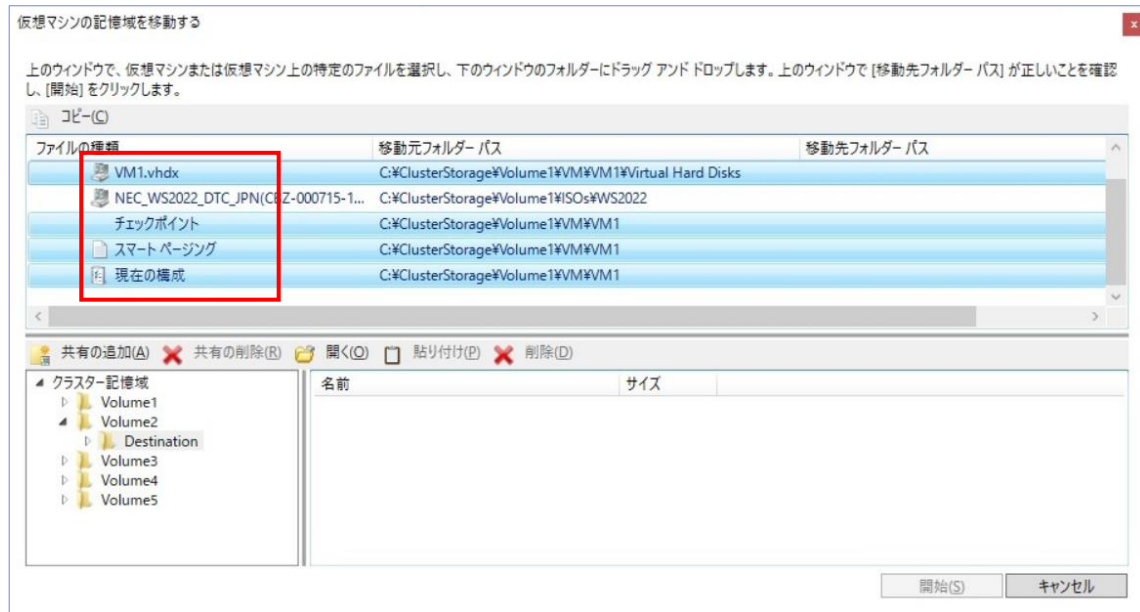 仮想マシンの記憶域を移動する
x
上のウィンドウで、仮想マシンまたは仮想マシン上の特定のファイルを選択し、下のウィンドウのフォルダーにドラッグ アンド ドロップします。上のウィンドウで [移動先フォルダー パス] が正しいことを確認
し、[開始] をクリックします。
コピー(C)
ファイルの種類 移動元フォルダー パス 移動先フォルダー パス
VM1.vhdx C:¥ClusterStorage¥Volume1¥VM¥VM1¥Virtual Hard Disks
NEC_WS2022_DTC_JPN(CBZ-000715-1... C:¥ClusterStorage¥Volume1¥ISOs¥WS2022
チェックポイント C:¥ClusterStorage¥Volume1¥VM¥VM1
スマート ページング C:¥ClusterStorage¥Volume1¥VM¥VM1
現在の構成 C:¥ClusterStorage¥Volume1¥VM¥VM1
共有の追加(A) 共有の削除(R) 開く(O) 貼り付け(P) 削除(D)
クラスター記憶域 名前 サイズ
Volume1
Volume2
Destination
Volume3
Volume4
Volume5
開始(S) キャンセル